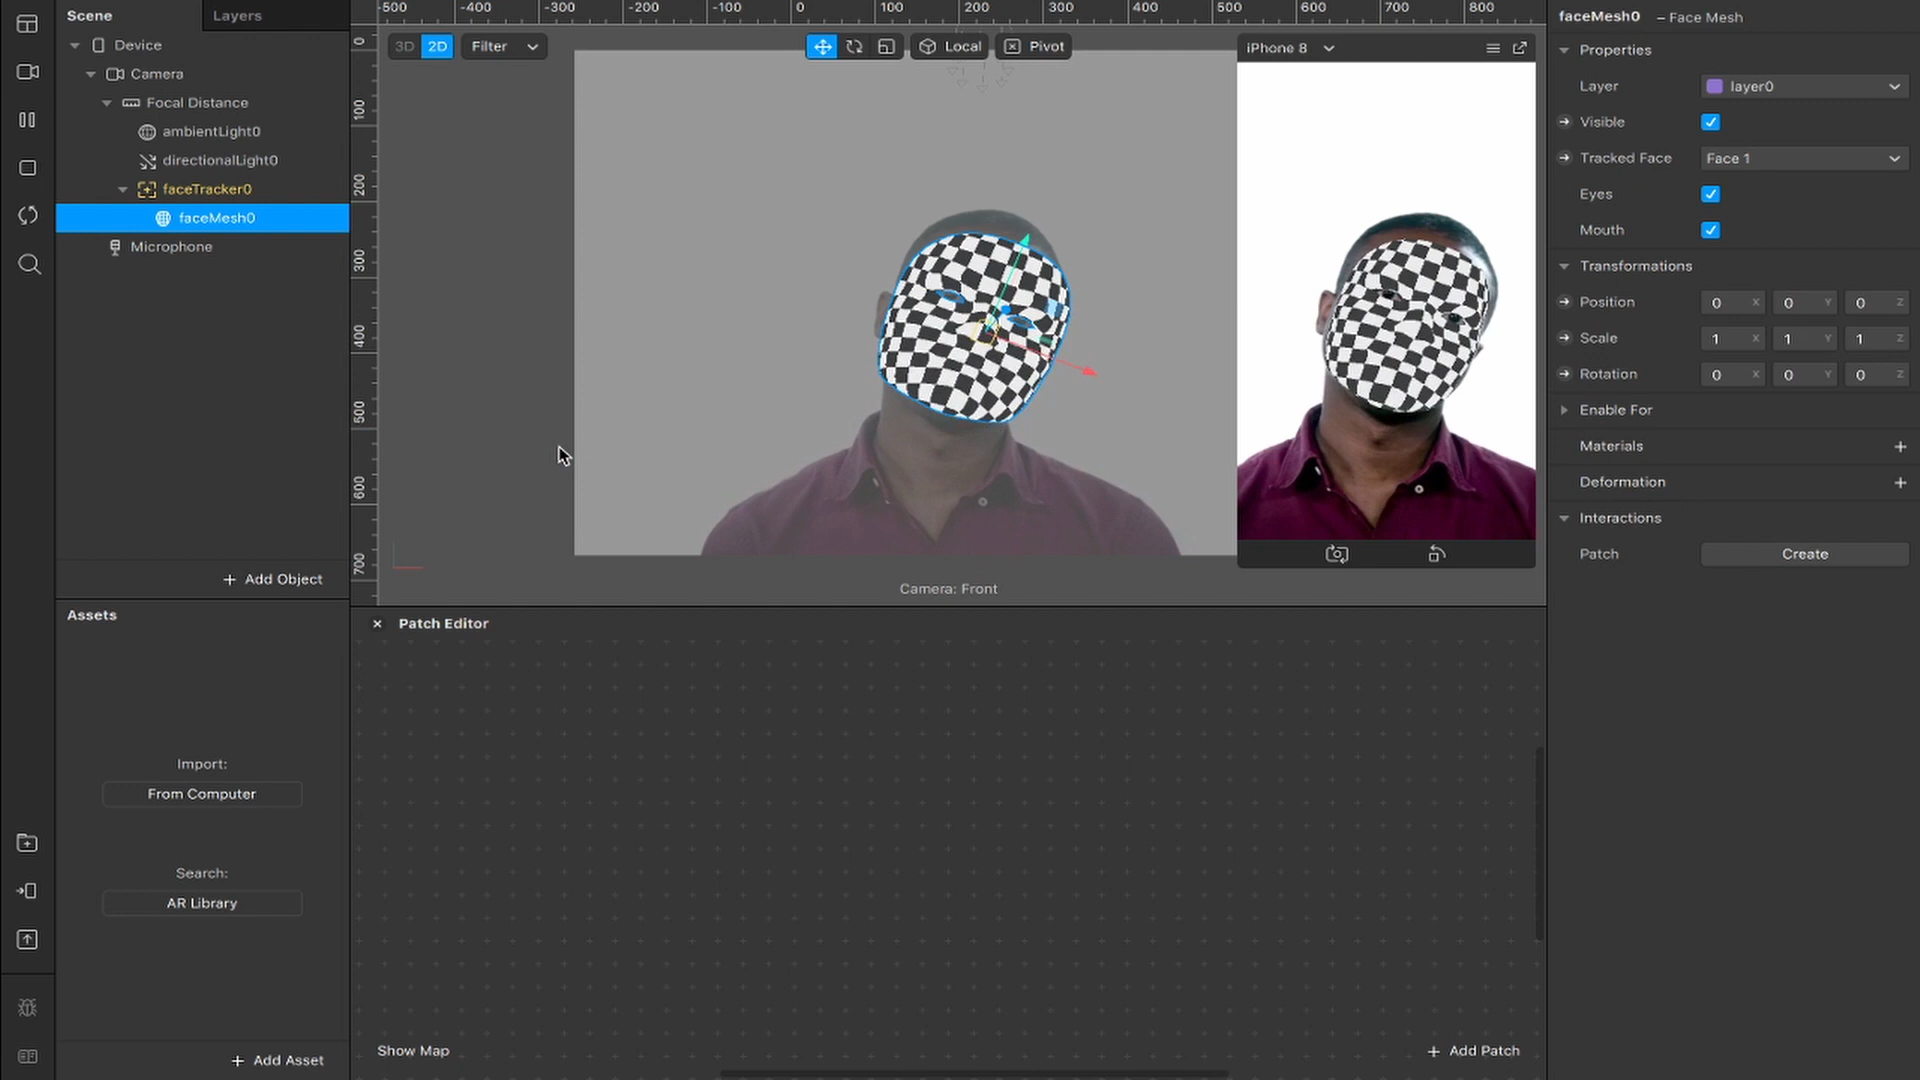 Scene
Layers
Device
Camera
Focal Distance
ambientLight0
directionalLight0
faceTracker0
faceMesh0
Microphone
+ Add Object
Assets
Import:
From Computer
Search:
AR Library
+ Add Asset
-500 -400 -300 -200 -100 0 100 200 300 400 500 600 700 800
0
100
200
300
400
500
600
700
3D 2D Filter
Local
Pivot
iPhone 8
Camera: Front
× Patch Editor
Show Map
+ Add Patch
faceMesh0 – Face Mesh
Properties
Layer layer0
Visible
Tracked Face Face 1
Eyes
Mouth
Transformations
Position 0 X 0 Y 0 Z
Scale 1 X 1 Y 1 Z
Rotation 0 X 0 Y 0 Z
Enable For
Materials +
Deformation +
Interactions
Patch Create